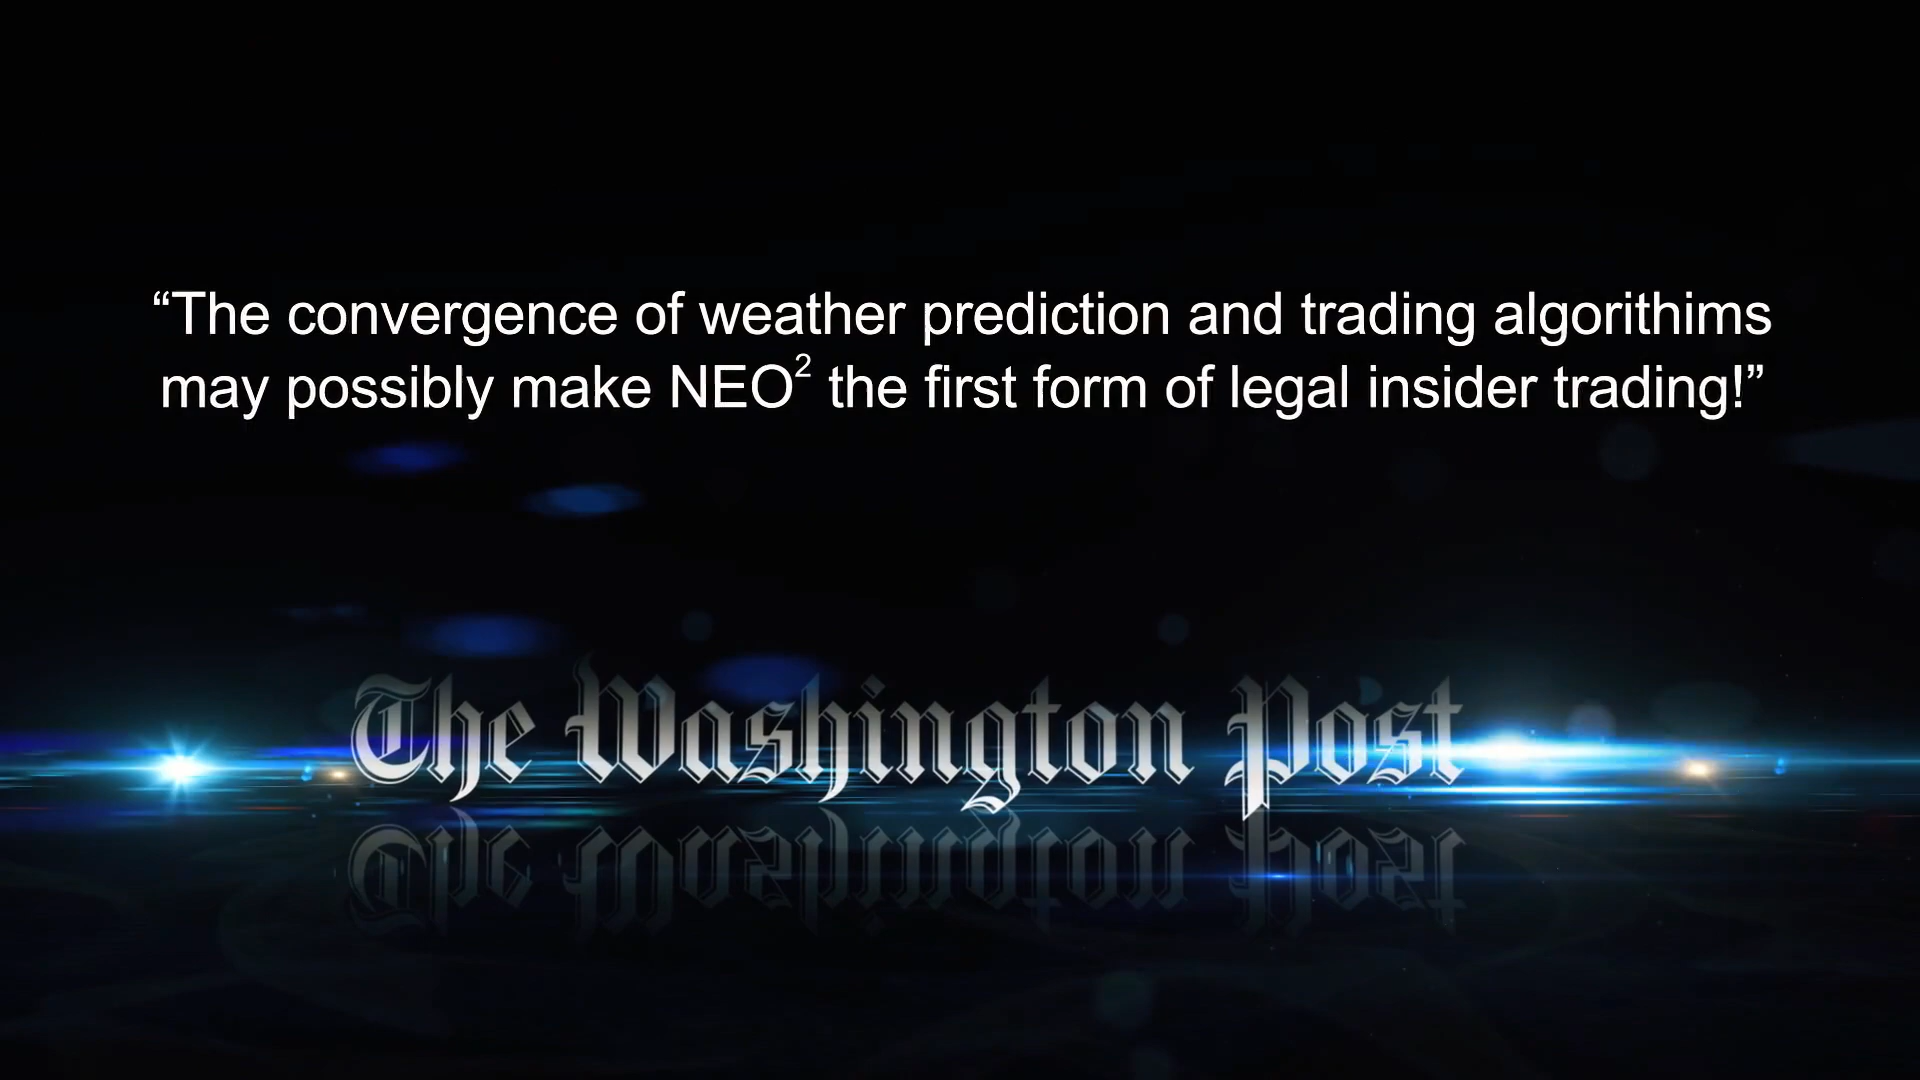 “The convergence of weather prediction and trading algorithims
may possibly make NEO² the first form of legal insider trading!”
The Washington Post